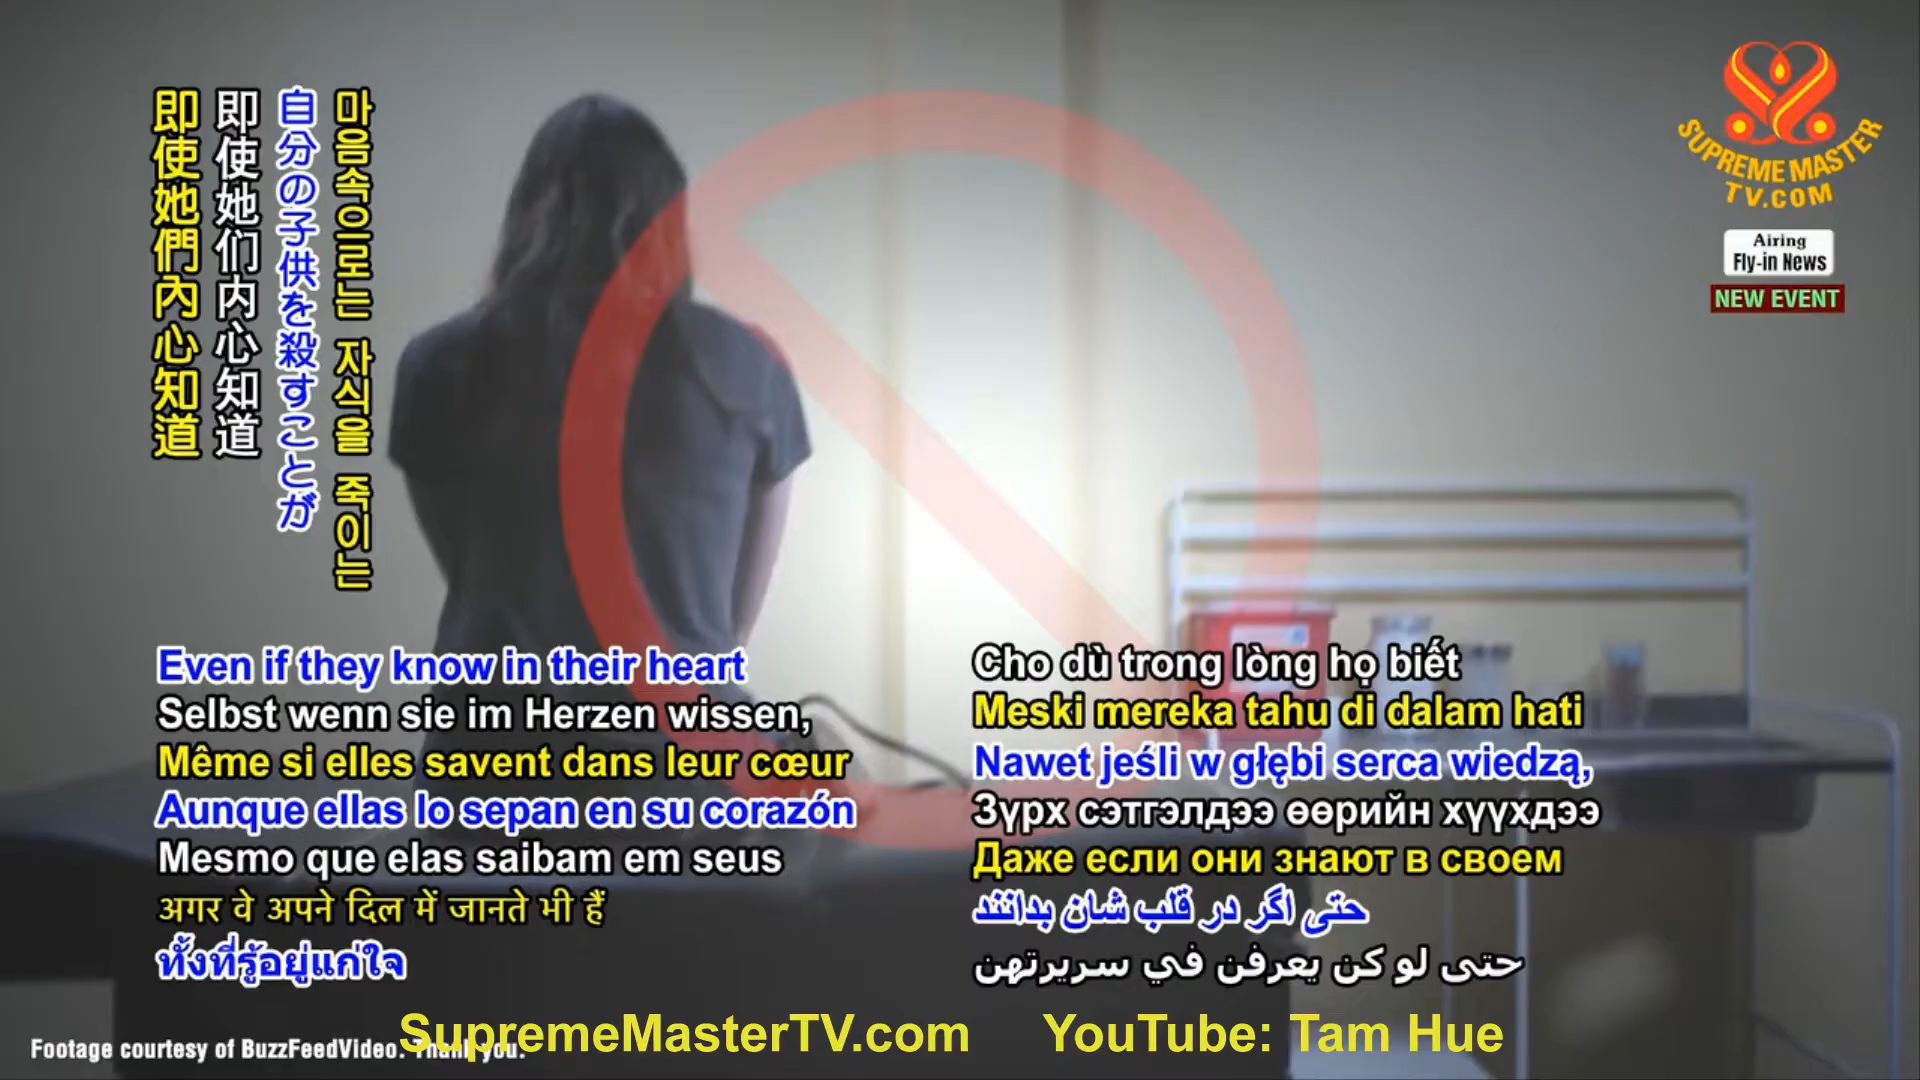 即使她們內心知道
即使她们内心知道
自分の子供を殺すことが
마음속으로는 자식을 죽이는
SUPREME MASTER
TV.COM
Airing
Fly-in News
NEW EVENT
Even if they know in their heart
Selbst wenn sie im Herzen wissen,
Même si elles savent dans leur cœur
Aunque ellas lo sepan en su corazón
Mesmo que elas saibam em seus
अगर वे अपने दिल में जानते भी हैं
ทั้งที่รู้อยู่แก่ใจ
Cho dù trong lòng họ biết
Meski mereka tahu di dalam hati
Nawet jeśli w głębi serca wiedzą,
Зүрх сэтгэлдээ өөрийн хүүхдээ
Даже если они знают в своем
حتی اگر در قلب شان بدانند
حتى لو كن يعرفن في سريرتهن
SupremeMasterTV.com YouTube: Tam Hue
Footage courtesy of BuzzFeedVideo. Thank you.